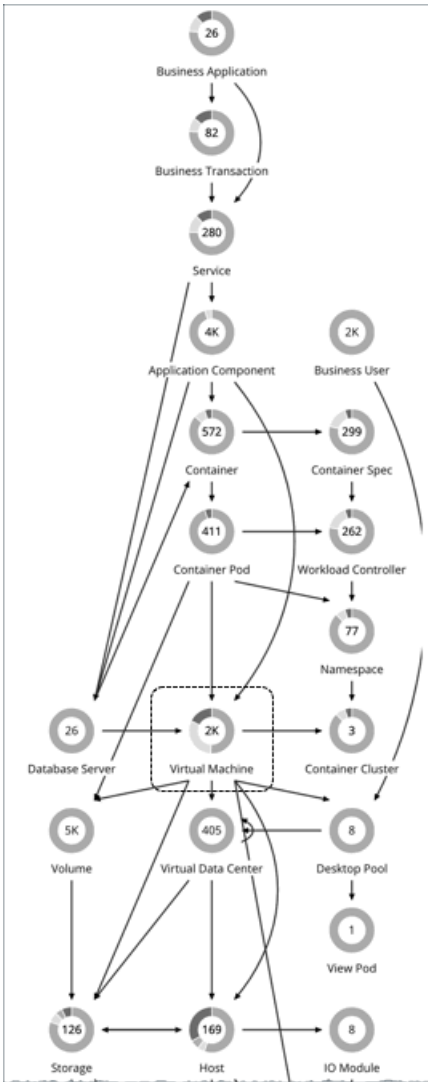 26
Business Application
82
Business Transaction
280
Service
4K
2K
Application Component
Business User
572
299
Container
Container Spec
411
262
Container Pod
Workload Controller
77
Namespace
26
2K
3
Database Server
Virtual Machine
Container Cluster
5K
405
8
Volume
Virtual Data Center
Desktop Pool
1
View Pod
126
169
8
Storage
Host
IO Module